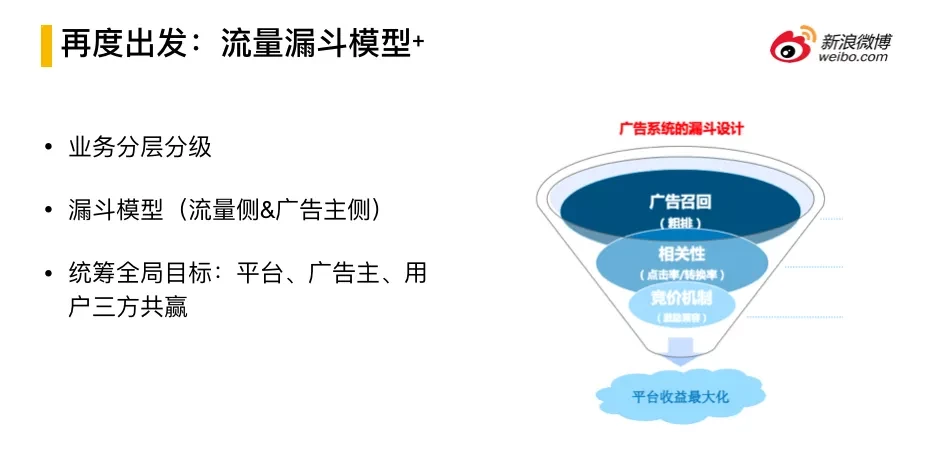 再度出发：流量漏斗模型+
新浪微博
weibo.com
• 业务分层分级
• 漏斗模型（流量侧&广告主侧）
• 统筹全局目标：平台、广告主、用
户三方共赢
广告系统的漏斗设计
广告召回
（粗排）
相关性
（点击率/转换率）
竞价机制
平台收益最大化